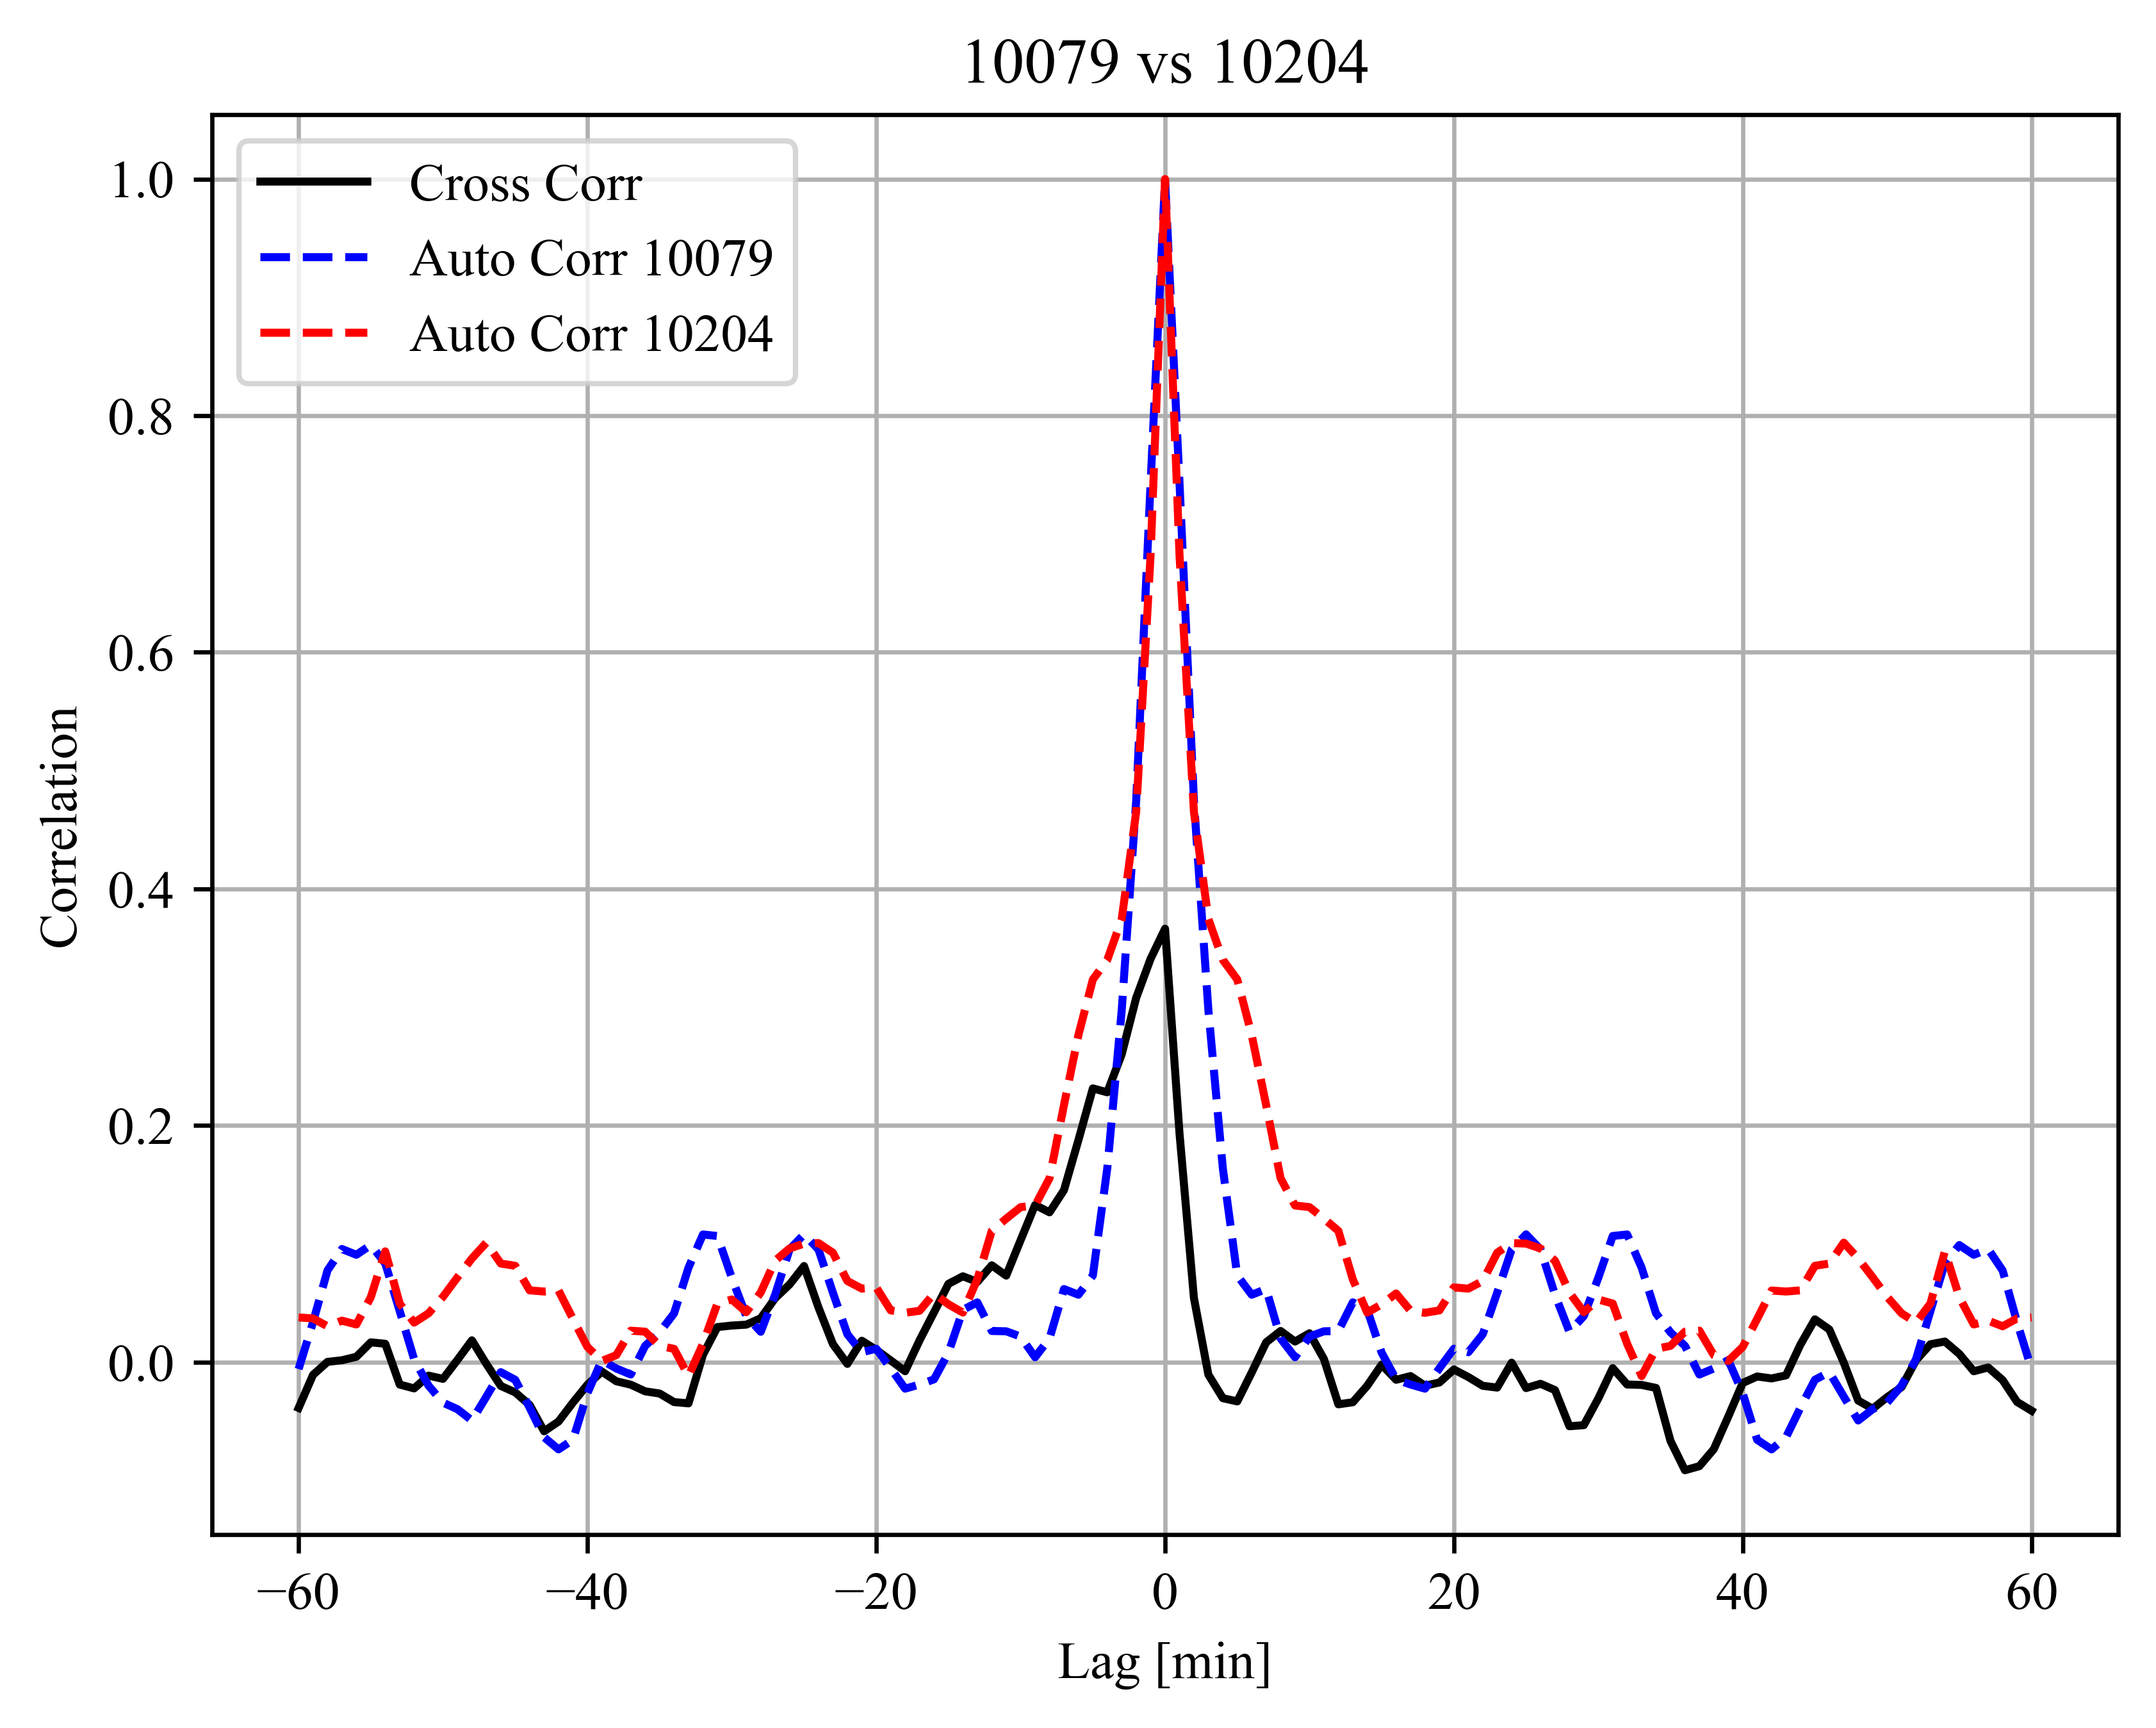 10079 vs 10204
Cross Corr
Auto Corr 10079
Auto Corr 10204
1.0
0.8
0.6
0.4
0.2
0.0
Correlation
−60 −40 −20 0 20 40 60
Lag [min]